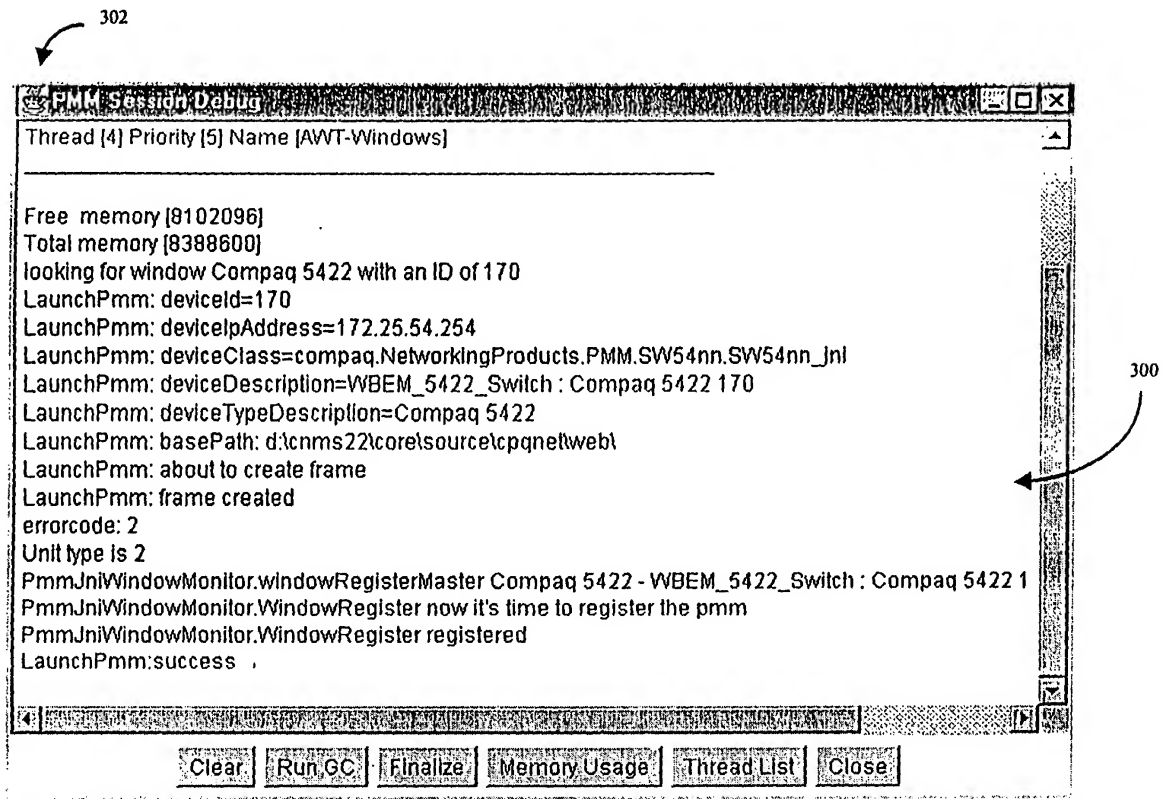 302
PMM Session Debug
Thread [4] Priority [5] Name [AWT-Windows]
Free memory [8102096]
Total memory [8388600]
looking for window Compaq 5422 with an ID of 170
LaunchPmm: deviceId=170
LaunchPmm: deviceIpAddress=172.25.54.254
LaunchPmm: deviceClass=compaq.NetworkingProducts.PMM.SW54nn.SW54nn_jni
LaunchPmm: deviceDescription=WBEM_5422_Switch : Compaq 5422 170
300
LaunchPmm: deviceTypeDescription=Compaq 5422
LaunchPmm: basePath: d:\cnms22\core\source\cpqnet\web\
LaunchPmm: about to create frame
LaunchPmm: frame created
errorcode: 2
Unit type is 2
PmmJniWindowMonitor.windowRegisterMaster Compaq 5422 - WBEM_5422_Switch : Compaq 5422 1
PmmJniWindowMonitor.WindowRegister now it's time to register the pmm
PmmJniWindowMonitor.WindowRegister registered
LaunchPmm:success
Clear Run GC Finalize Memory Usage Thread List Close